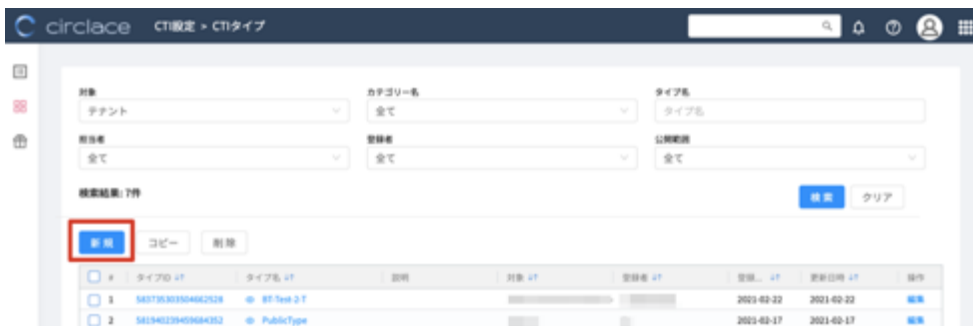 circlace CTI設定 > CTIタイプ
対象 カテゴリー名 タイプ名
テナント 全て タイプ名
担当者 登録者 公開範囲
全て 全て 全て
検索結果: 7件 検索 クリア
新規 コピー 削除
# タイプID タイプ名 説明 対象 登録者 登録... 更新日時 操作
1 583735303504662528 BT-Test 2-T 2021-02-22 2021-02-22 編集
2 581940239459684352 PublicType 2021-02-17 2021-02-17 編集